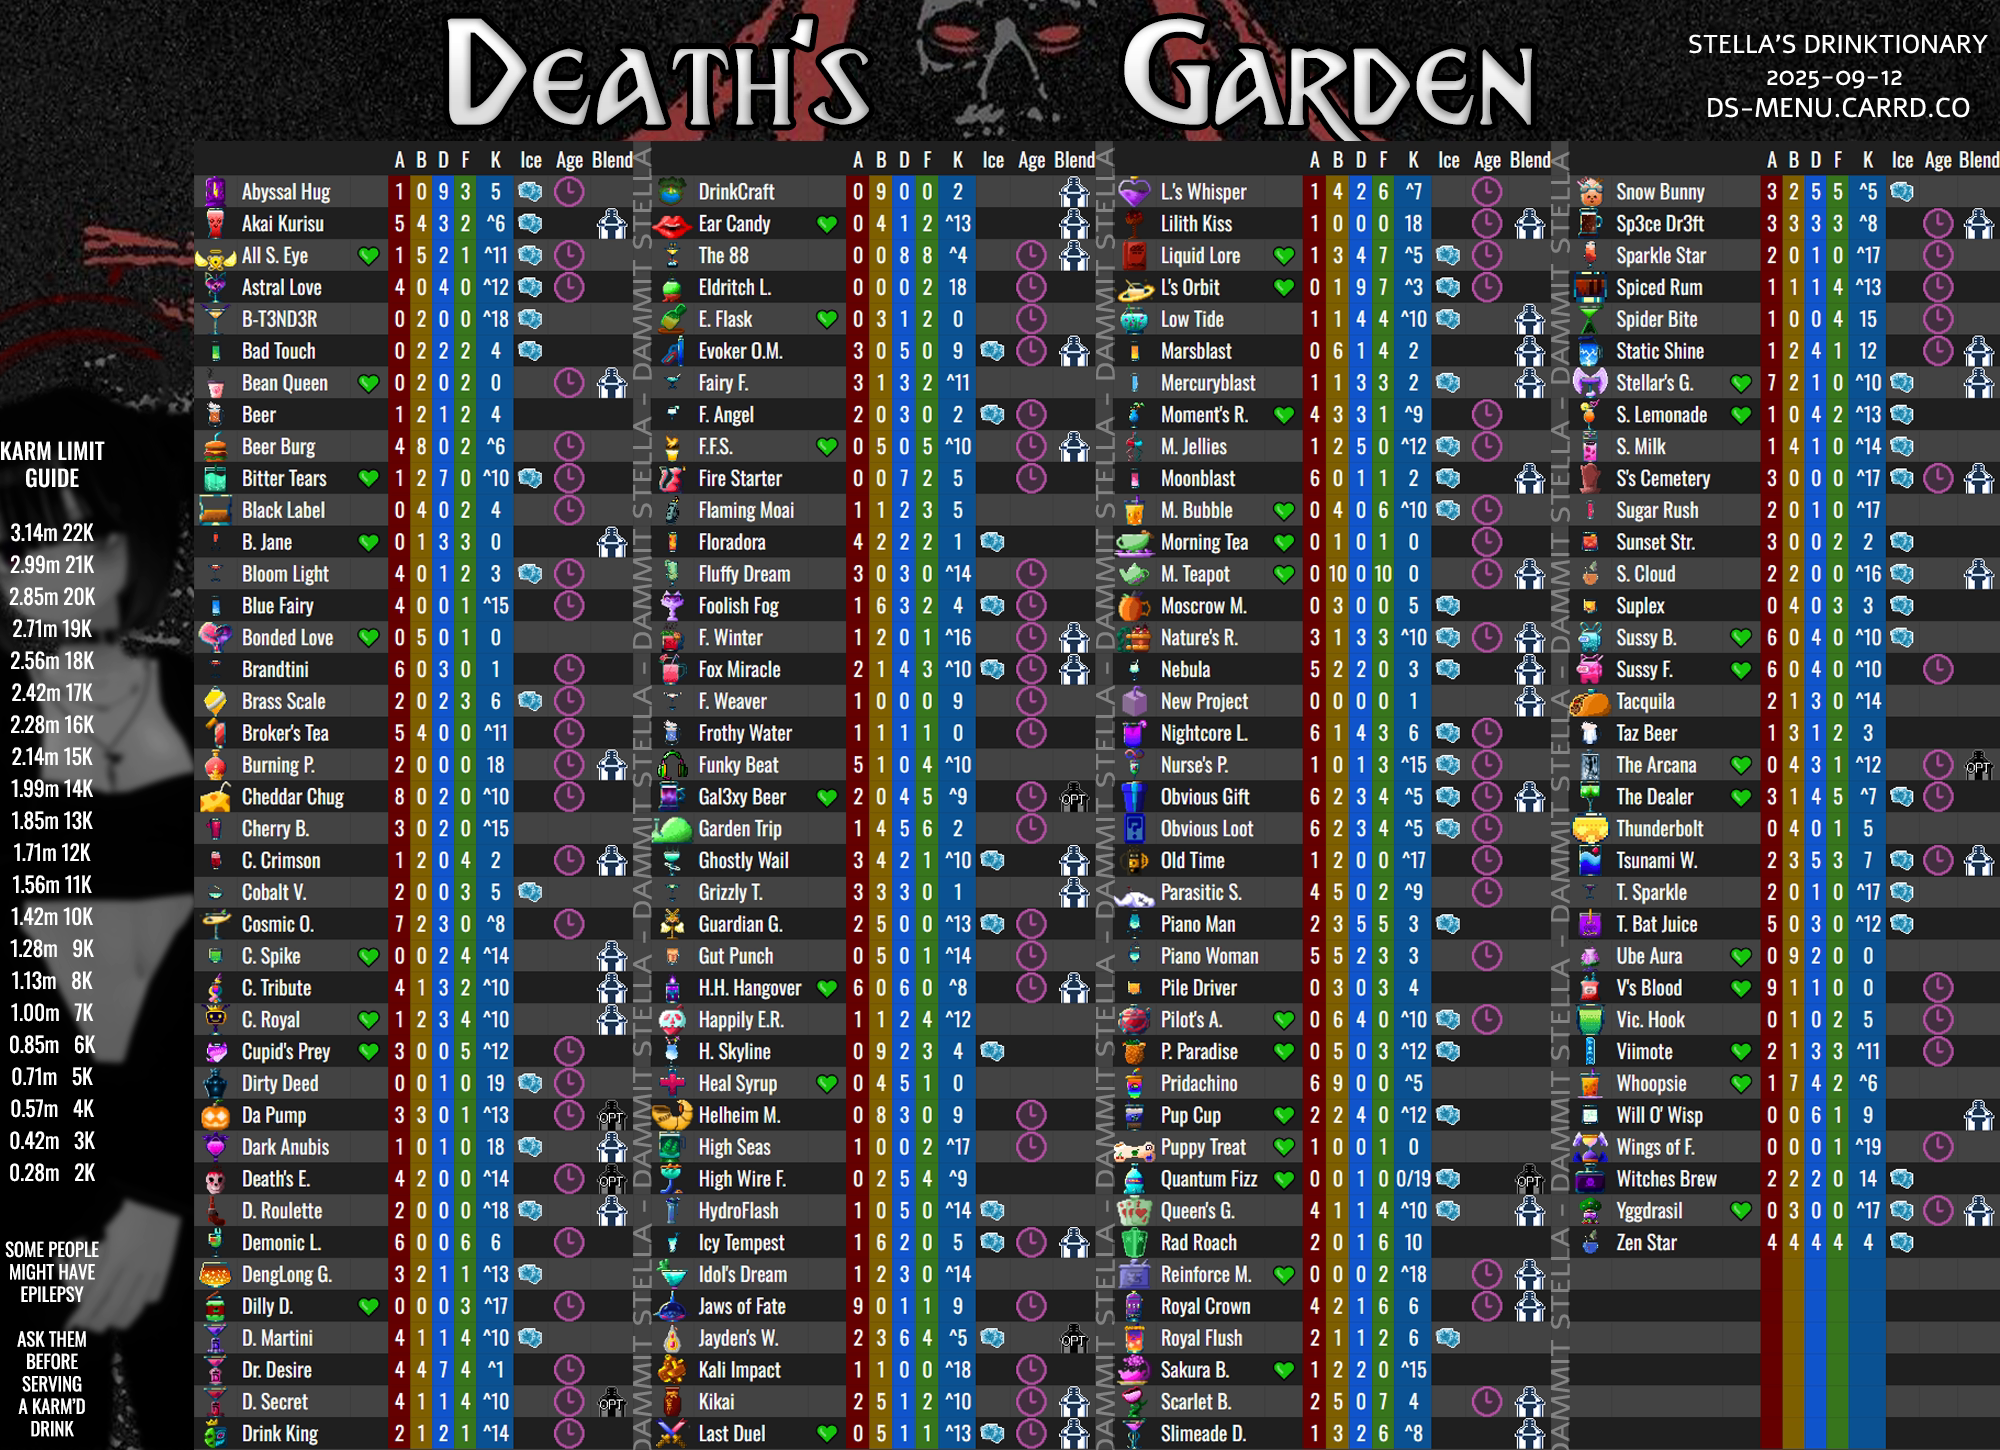 DEATH'S GARDEN
STELLA'S DRINKTIONARY
2025-09-12
DS-MENU.CARRD.CO
KARM LIMIT
GUIDE
3.14m 22K
2.99m 21K
2.85m 20K
2.71m 19K
2.56m 18K
2.42m 17K
2.28m 16K
2.14m 15K
1.99m 14K
1.85m 13K
1.71m 12K
1.56m 11K
1.42m 10K
1.28m 9K
1.13m 8K
1.00m 7K
0.85m 6K
0.71m 5K
0.57m 4K
0.42m 3K
0.28m 2K
SOME PEOPLE
MIGHT HAVE
EPILEPSY
ASK THEM
BEFORE
SERVING
A KARM'D
DRINK
A B D F K Ice Age Blend
Abyssal Hug 1 0 9 3 5
Akai Kurisu 5 4 3 2 ^6
All S. Eye 1 5 2 1 ^11
Astral Love 4 0 4 0 ^12
B-T3ND3R 0 2 0 0 ^18
Bad Touch 0 2 2 2 4
Bean Queen 0 2 0 2 0
Beer 1 2 1 2 4
Beer Burg 4 8 0 2 ^6
Bitter Tears 1 2 7 0 ^10
Black Label 0 4 0 2 4
B. Jane 0 1 3 3 0
Bloom Light 4 0 1 2 3
Blue Fairy 4 0 0 1 ^15
Bonded Love 0 5 0 1 0
Brandtini 6 0 3 0 1
Brass Scale 2 0 2 3 6
Broker's Tea 5 4 0 0 ^11
Burning P. 2 0 0 0 18
Cheddar Chug 8 0 2 0 ^10
Cherry B. 3 0 2 0 ^15
C. Crimson 1 2 0 4 2
Cobalt V. 2 0 0 3 5
Cosmic O. 7 2 3 0 ^8
C. Spike 0 0 2 4 ^14
C. Tribute 4 1 3 2 ^10
C. Royal 1 2 3 4 ^10
Cupid's Prey 3 0 0 5 ^12
Dirty Deed 0 0 1 0 19
Da Pump 3 3 0 1 ^13 OPT
Dark Anubis 1 0 1 0 18
Death's E. 4 2 0 0 ^14 OPT
D. Roulette 2 0 0 0 ^18
Demonic L. 6 0 0 6 6
DengLong G. 3 2 1 1 ^13
Dilly D. 0 0 0 3 ^17
D. Martini 4 1 1 4 ^10
Dr. Desire 4 4 7 4 ^1
D. Secret 4 1 1 4 ^10 OPT
Drink King 2 1 2 1 ^14
DAMMIT STELLA - DAMMIT STELLA - DAMMIT STELLA - DAMMIT STELLA
A B D F K Ice Age Blend
DrinkCraft 0 9 0 0 2
Ear Candy 0 4 1 2 ^13
The 88 0 0 8 8 ^4
Eldritch L. 0 0 0 2 18
E. Flask 0 3 1 2 0
Evoker O.M. 3 0 5 0 9
Fairy F. 3 1 3 2 ^11
F. Angel 2 0 3 0 2
F.F.S. 0 5 0 5 ^10
Fire Starter 0 0 7 2 5
Flaming Moai 1 1 2 3 5
Floradora 4 2 2 2 1
Fluffy Dream 3 0 3 0 ^14
Foolish Fog 1 6 3 2 4
F. Winter 1 2 0 1 ^16
Fox Miracle 2 1 4 3 ^10
F. Weaver 1 0 0 0 9
Frothy Water 1 1 1 1 0
Funky Beat 5 1 0 4 ^10
Gal3xy Beer 2 0 4 5 ^9 OPT
Garden Trip 1 4 5 6 2
Ghostly Wail 3 4 2 1 ^10
Grizzly T. 3 3 3 0 1
Guardian G. 2 5 0 0 ^13
Gut Punch 0 5 0 1 ^14
H.H. Hangover 6 0 6 0 ^8
Happily E.R. 1 1 2 4 ^12
H. Skyline 0 9 2 3 4
Heal Syrup 0 4 5 1 0
Helheim M. 0 8 3 0 9
High Seas 1 0 0 2 ^17
High Wire F. 0 2 5 4 ^9
HydroFlash 1 0 5 0 ^14
Icy Tempest 1 6 2 0 5
Idol's Dream 1 2 3 0 ^14
Jaws of Fate 9 0 1 1 9
Jayden's W. 2 3 6 4 ^5 OPT
Kali Impact 1 1 0 0 ^18
Kikai 2 5 1 2 ^10
Last Duel 0 5 1 1 ^13
DAMMIT STELLA - DAMMIT STELLA - DAMMIT STELLA - DAMMIT STELLA
A B D F K Ice Age Blend
L.'s Whisper 1 4 2 6 ^7
Lilith Kiss 1 0 0 0 18
Liquid Lore 1 3 4 7 ^5
L's Orbit 0 1 9 7 ^3
Low Tide 1 1 4 4 ^10
Marsblast 0 6 1 4 2
Mercuryblast 1 1 3 3 2
Moment's R. 4 3 3 1 ^9
M. Jellies 1 2 5 0 ^12
Moonblast 6 0 1 1 2
M. Bubble 0 4 0 6 ^10
Morning Tea 0 1 0 1 0
M. Teapot 0 10 0 10 0
Moscrow M. 0 3 0 0 5
Nature's R. 3 1 3 3 ^10
Nebula 5 2 2 0 3
New Project 0 0 0 0 1
Nightcore L. 6 1 4 3 6
Nurse's P. 1 0 1 3 ^15
Obvious Gift 6 2 3 4 ^5
Obvious Loot 6 2 3 4 ^5
Old Time 1 2 0 0 ^17
Parasitic S. 4 5 0 2 ^9
Piano Man 2 3 5 5 3
Piano Woman 5 5 2 3 3
Pile Driver 0 3 0 3 4
Pilot's A. 0 6 4 0 ^10
P. Paradise 0 5 0 3 ^12
Pridachino 6 9 0 0 ^5
Pup Cup 2 2 4 0 ^12
Puppy Treat 1 0 0 1 0
Quantum Fizz 0 0 1 0 0/19 OPT
Queen's G. 4 1 1 4 ^10
Rad Roach 2 0 1 6 10
Reinforce M. 0 0 0 2 ^18
Royal Crown 4 2 1 6 6
Royal Flush 2 1 1 2 6
Sakura B. 1 2 2 0 ^15
Scarlet B. 2 5 0 7 4
Slimeade D. 1 3 2 6 ^8
DAMMIT STELLA - DAMMIT STELLA - DAMMIT STELLA - DAMMIT STELLA
A B D F K Ice Age Blend
Snow Bunny 3 2 5 5 ^5
Sp3ce Dr3ft 3 3 3 3 ^8
Sparkle Star 2 0 1 0 ^17
Spiced Rum 1 1 1 4 ^13
Spider Bite 1 0 0 4 15
Static Shine 1 2 4 1 12
Stellar's G. 7 2 1 0 ^10
S. Lemonade 1 0 4 2 ^13
S. Milk 1 4 1 0 ^14
S's Cemetery 3 0 0 0 ^17
Sugar Rush 2 0 1 0 ^17
Sunset Str. 3 0 0 2 2
S. Cloud 2 2 0 0 ^16
Suplex 0 4 0 3 3
Sussy B. 6 0 4 0 ^10
Sussy F. 6 0 4 0 ^10
Tacquila 2 1 3 0 ^14
Taz Beer 1 3 1 2 3
The Arcana 0 4 3 1 ^12 OPT
The Dealer 3 1 4 5 ^7
Thunderbolt 0 4 0 1 5
Tsunami W. 2 3 5 3 7
T. Sparkle 2 0 1 0 ^17
T. Bat Juice 5 0 3 0 ^12
Ube Aura 0 9 2 0 0
V's Blood 9 1 1 0 0
Vic. Hook 0 1 0 2 5
Viimote 2 1 3 3 ^11
Whoopsie 1 7 4 2 ^6
Will O' Wisp 0 0 6 1 9
Wings of F. 0 0 0 1 ^19
Witches Brew 2 2 2 0 14
Yggdrasil 0 3 0 0 ^17
Zen Star 4 4 4 4 4